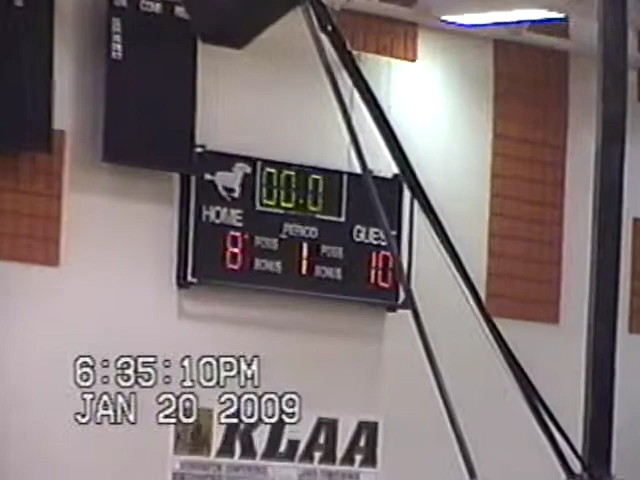 CONF
00.0
HOME PERIOD GUEST
8 POSS 1 POSS 10
BONUS BONUS
6:35:10PM
JAN 20 2009
KLAA